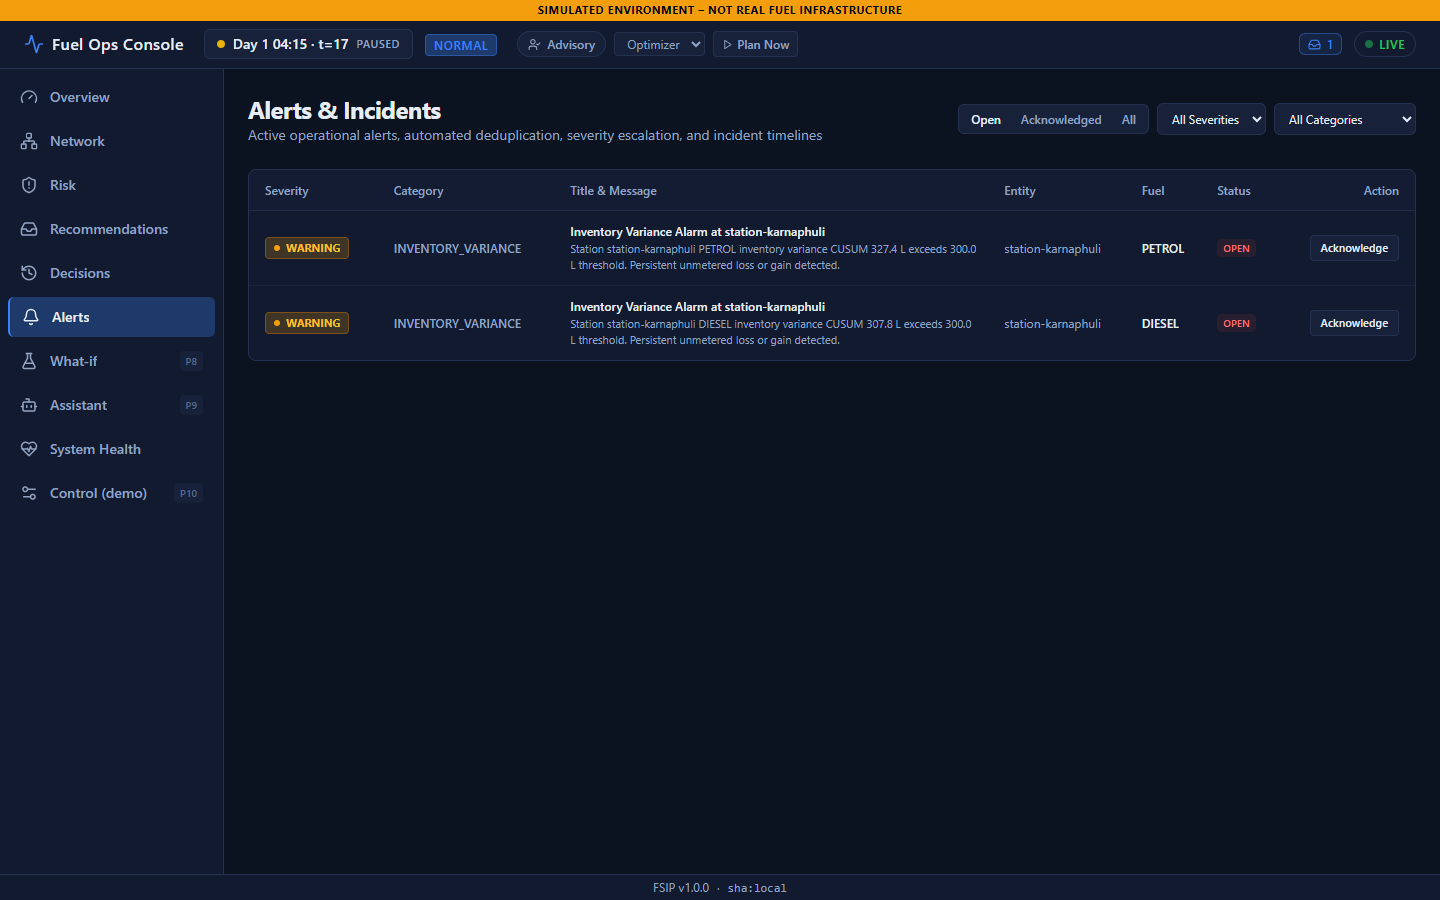 SIMULATED ENVIRONMENT – NOT REAL FUEL INFRASTRUCTURE
Fuel Ops Console
Day 1 04:15 · t=17 PAUSED
NORMAL
Advisory
Optimizer
Plan Now
1
LIVE
Overview
Network
Risk
Recommendations
Decisions
Alerts
What-if P8
Assistant P9
System Health
Control (demo) P10
Alerts & Incidents
Active operational alerts, automated deduplication, severity escalation, and incident timelines
Open Acknowledged All
All Severities
All Categories
Severity Category Title & Message Entity Fuel Status Action
WARNING INVENTORY_VARIANCE
Inventory Variance Alarm at station-karnaphuli
Station station-karnaphuli PETROL inventory variance CUSUM 327.4 L exceeds 300.0
L threshold. Persistent unmetered loss or gain detected.
station-karnaphuli PETROL OPEN Acknowledge
WARNING INVENTORY_VARIANCE
Inventory Variance Alarm at station-karnaphuli
Station station-karnaphuli DIESEL inventory variance CUSUM 307.8 L exceeds 300.0
L threshold. Persistent unmetered loss or gain detected.
station-karnaphuli DIESEL OPEN Acknowledge
FSIP v1.0.0 · sha:local